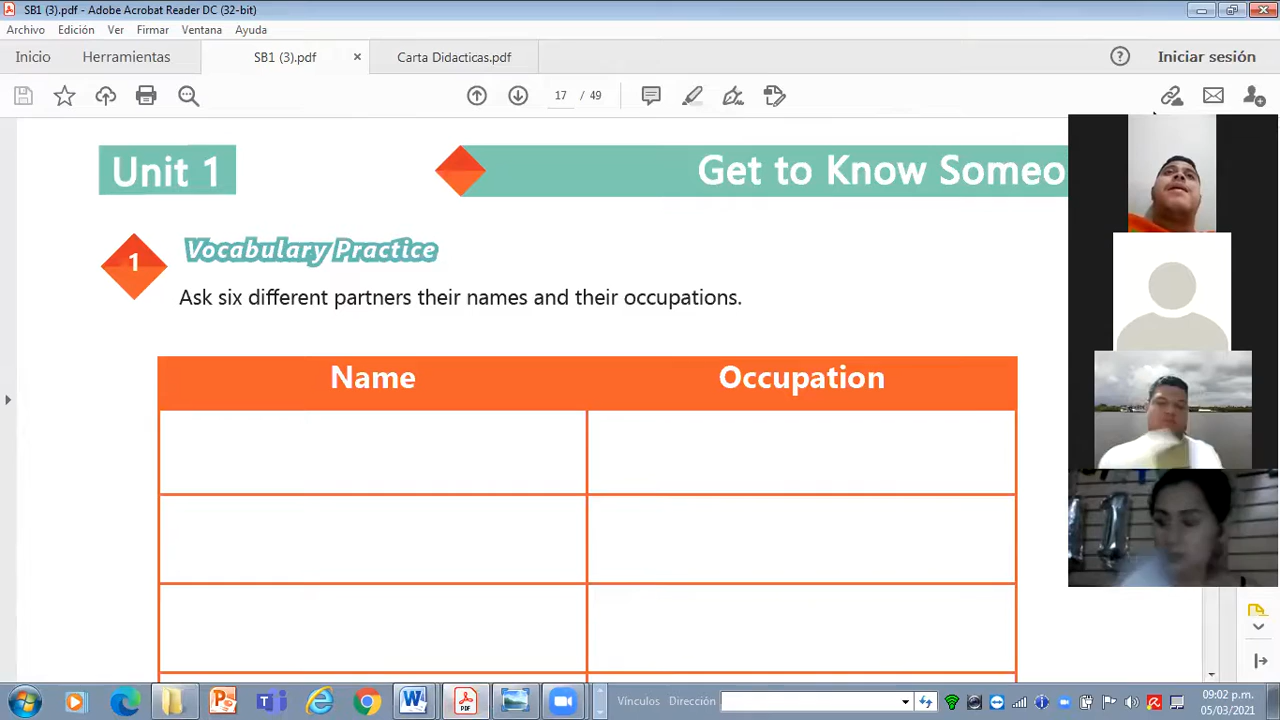 SB1 (3).pdf - Adobe Acrobat Reader DC (32-bit)
Archivo Edición Ver Firmar Ventana Ayuda
Inicio Herramientas SB1 (3).pdf × Carta Didacticas.pdf ? Iniciar sesión
17 / 49
Unit 1 Get to Know Someo
1 Vocabulary Practice
Ask six different partners their names and their occupations.
Name Occupation
Vínculos Dirección 09:02 p.m.
05/03/2021